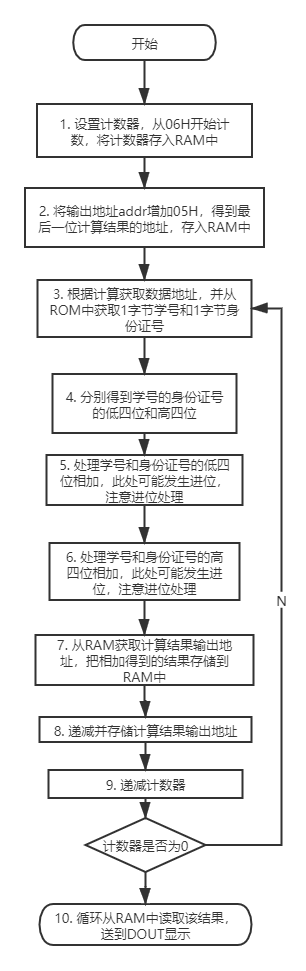 开始
1. 设置计数器，从06H开始计
数，将计数器存入RAM中
2. 将输出地址addr增加05H，得到最
后一位计算结果的地址，存入RAM中
3. 根据计算获取数据地址，并从
ROM中获取1字节学号和1字节身
份证号
4. 分别得到学号的身份证号
的低四位和高四位
5. 处理学号和身份证号的低四
位相加，此处可能发生进位，
注意进位处理
6. 处理学号和身份证号的高
四位相加，此处可能发生进
位，注意进位处理
7. 从RAM获取计算结果输出地
址，把相加得到的结果存储到
RAM中
8. 递减并存储计算结果输出地址
9. 递减计数器
计数器是否为0
N
10. 循环从RAM中读取该结果，
送到DOUT显示